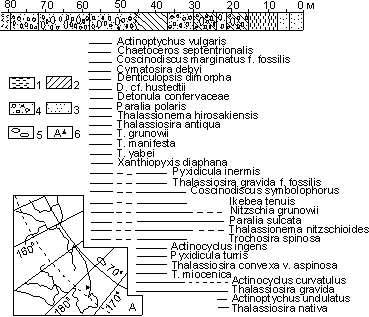 80 70 60 50 40 30 20 10 0 м
Actinoptychus vulgaris
Chaetoceros septentrionalis
Coscinodiscus marginatus f. fossilis
Cymatosira debyi
Denticulopsis dimorpha
D. cf. hustedtii
Detonula confervaceae
Paralia polaris
Thalassionema hirosakiensis
Thalassiosira antiqua
T. grunowii
T. manifesta
T. yabei
Xanthiopyxis diaphana
Pyxidicula inermis
Thalassiosira gravida f. fossilis
Coscinodiscus symbolophorus
Ikebea tenuis
Nitzschia grunowii
Paralia sulcata
Thalassionema nitzschioides
Trochosira spinosa
Actinocyclus ingens
Pyxidicula turris
Thalassiosira convexa v. aspinosa
T. miocenica
Actinocyclus curvatulus
Thalassiosira gravida
Actinoptychus undulatus
Thalassiosira nativa
1 2
4 3
5 A 6
160° 70°
180° 170°
A